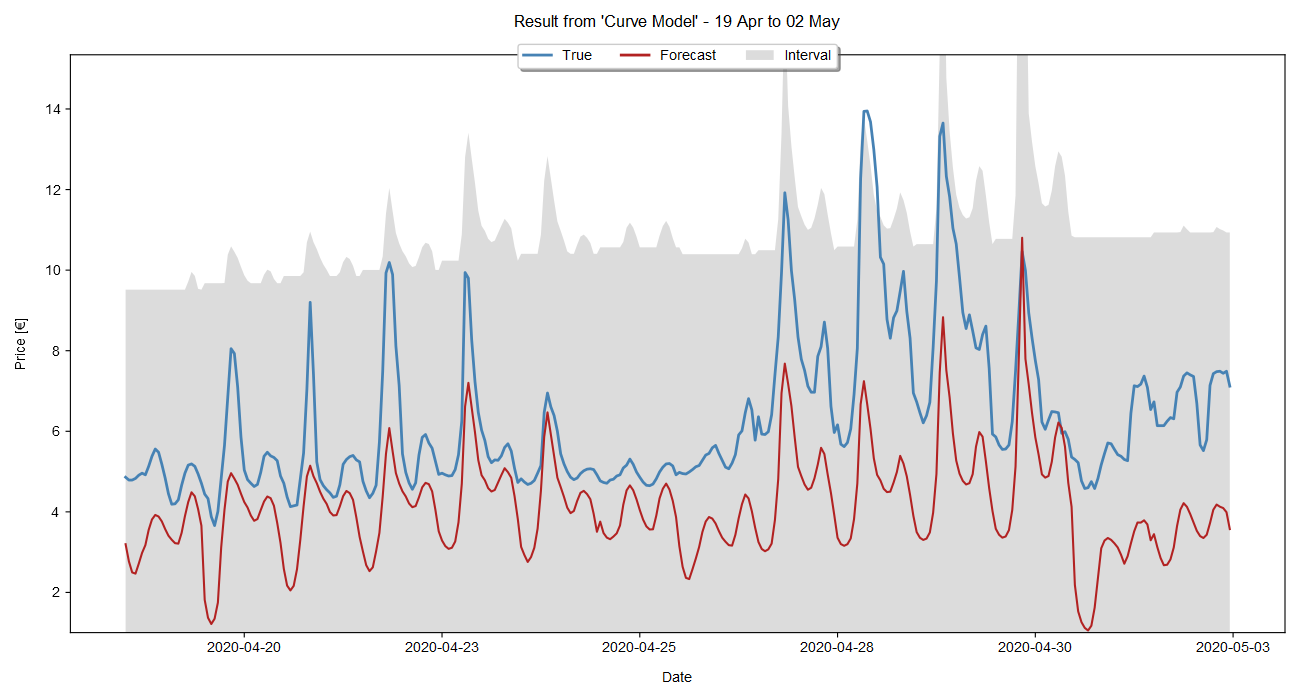 Result from 'Curve Model' - 19 Apr to 02 May
True Forecast Interval
14
12
10
8
6
4
2
Price [€]
2020-04-20 2020-04-23 2020-04-25 2020-04-28 2020-04-30 2020-05-03
Date